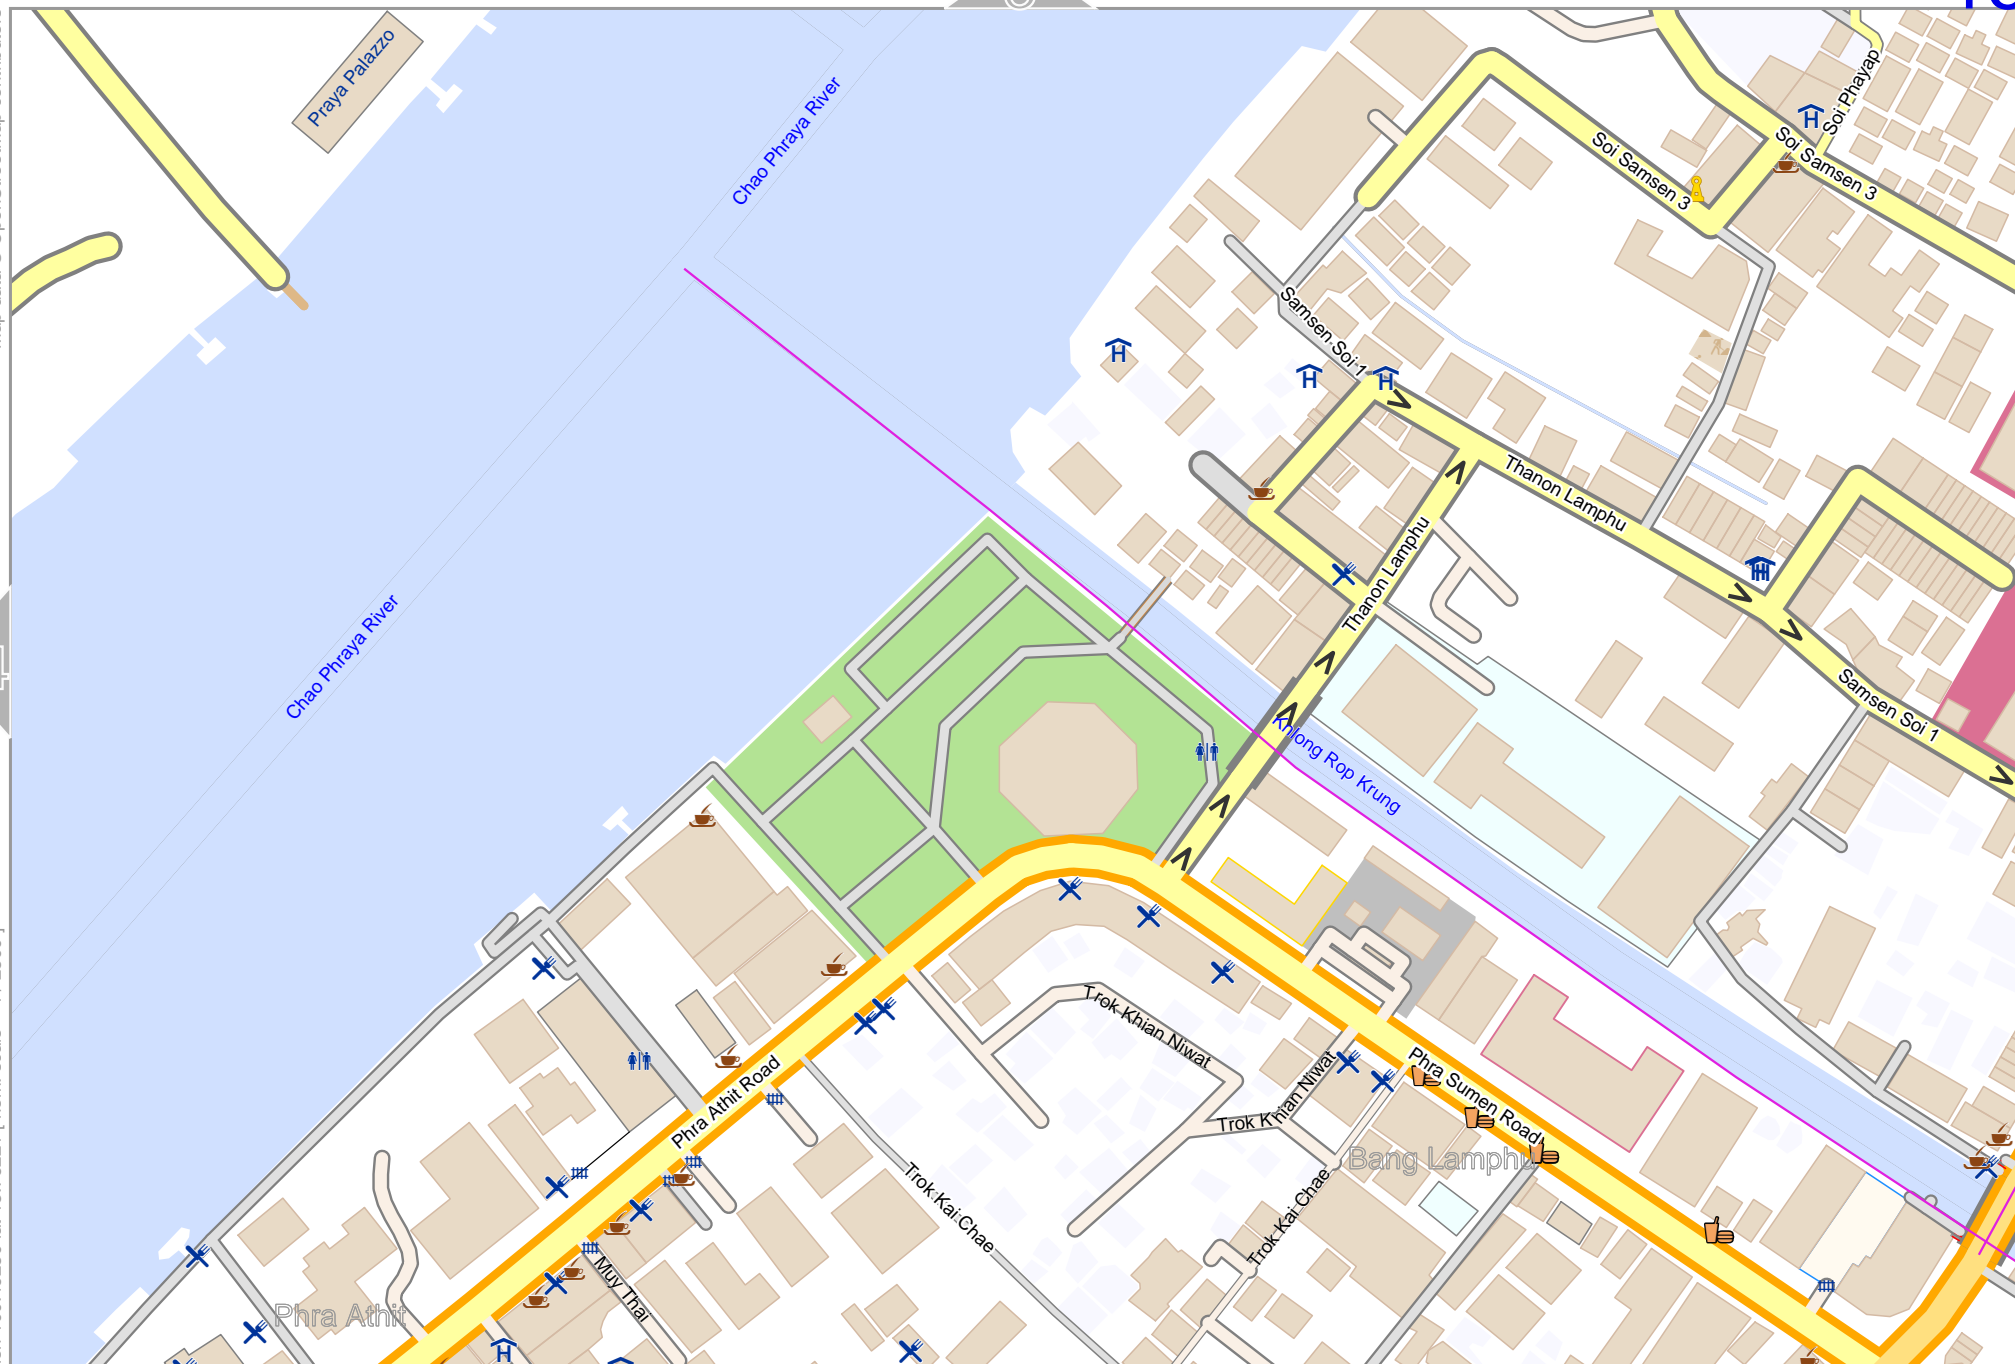 Praya Palazzo
Chao Phraya River
Soi Phayap
Soi Samsen 3
Soi Samsen 3
Samsen Soi 1
Thanon Lamphu
Thanon Lamphu
Chao Phraya River
Samsen Soi 1
Khlong Rop Krung
Trok Khian Niwat
Trok Khian Niwat
Phra Sumen Road
Phra Athit Road
Bang Lamphu
Trok Kai Chae
Trok Kai Chae
Muy Thai
Phra Athit